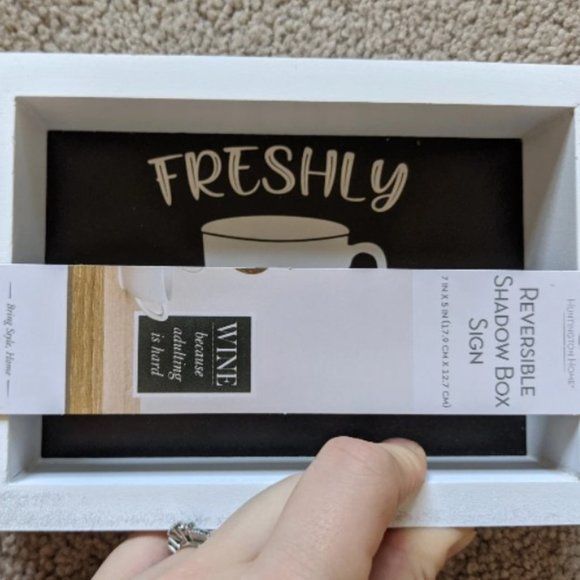 FRESHLY
Bring Style, Home
WINE
because
adulting
is hard
HUNTINGTON HOME
REVERSIBLE
SHADOW BOX
SIGN
7 IN X 5 IN (17.9 CM X 12.7 CM)